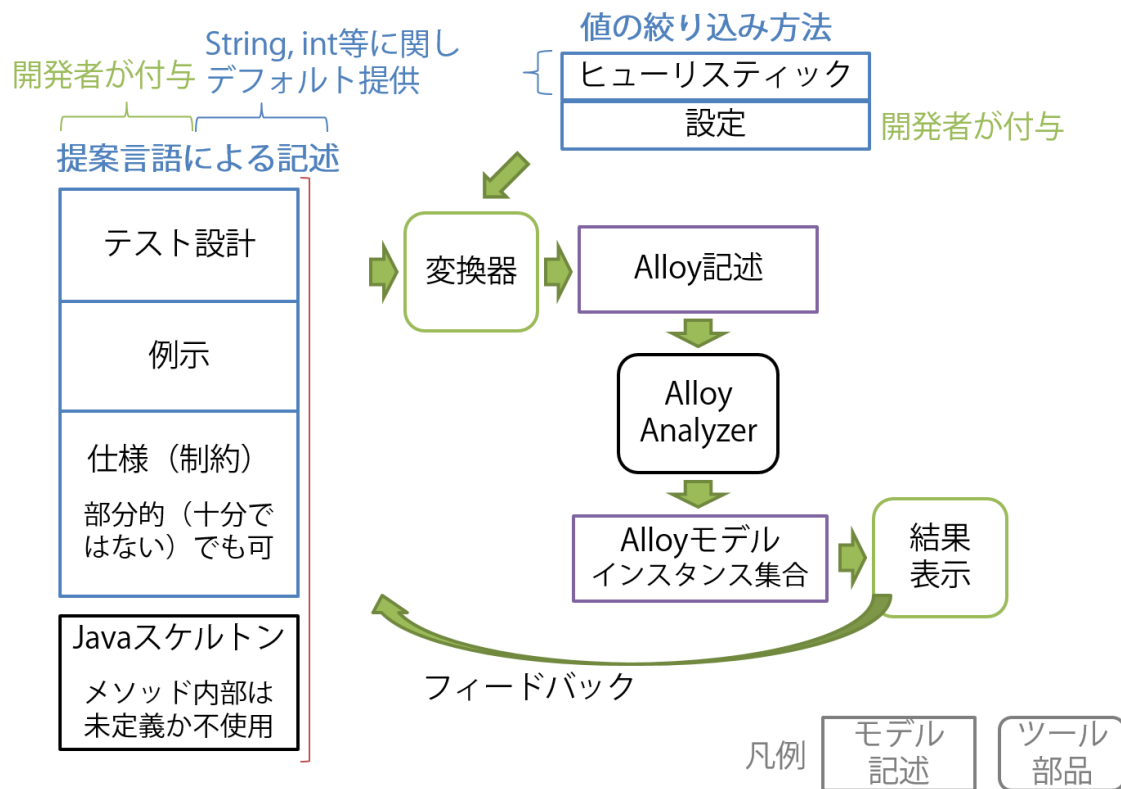 String, int等に関し
デフォルト提供
開発者が付与
提案言語による記述
テスト設計
例示
仕様（制約）
部分的（十分で
はない）でも可
Javaスケルトン
メソッド内部は
未定義か不使用
値の絞り込み方法
ヒューリスティック
設定
開発者が付与
変換器
Alloy記述
Alloy
Analyzer
Alloyモデル
インスタンス集合
結果
表示
フィードバック
凡例
モデル
記述
ツール
部品